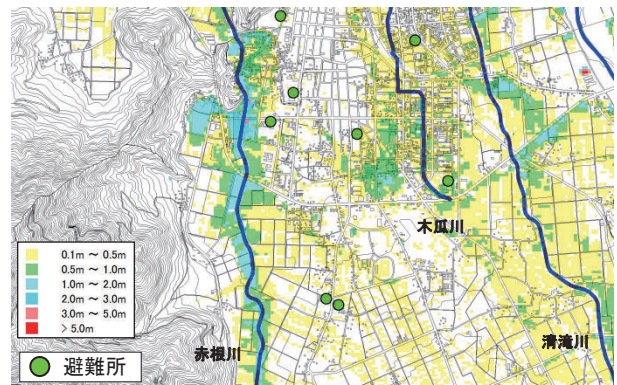 木瓜川
0.1m ～ 0.5m
0.5m ～ 1.0m
1.0m ～ 2.0m
2.0m ～ 3.0m
3.0m ～ 5.0m
> 5.0m
避難所
赤根川
清滝川